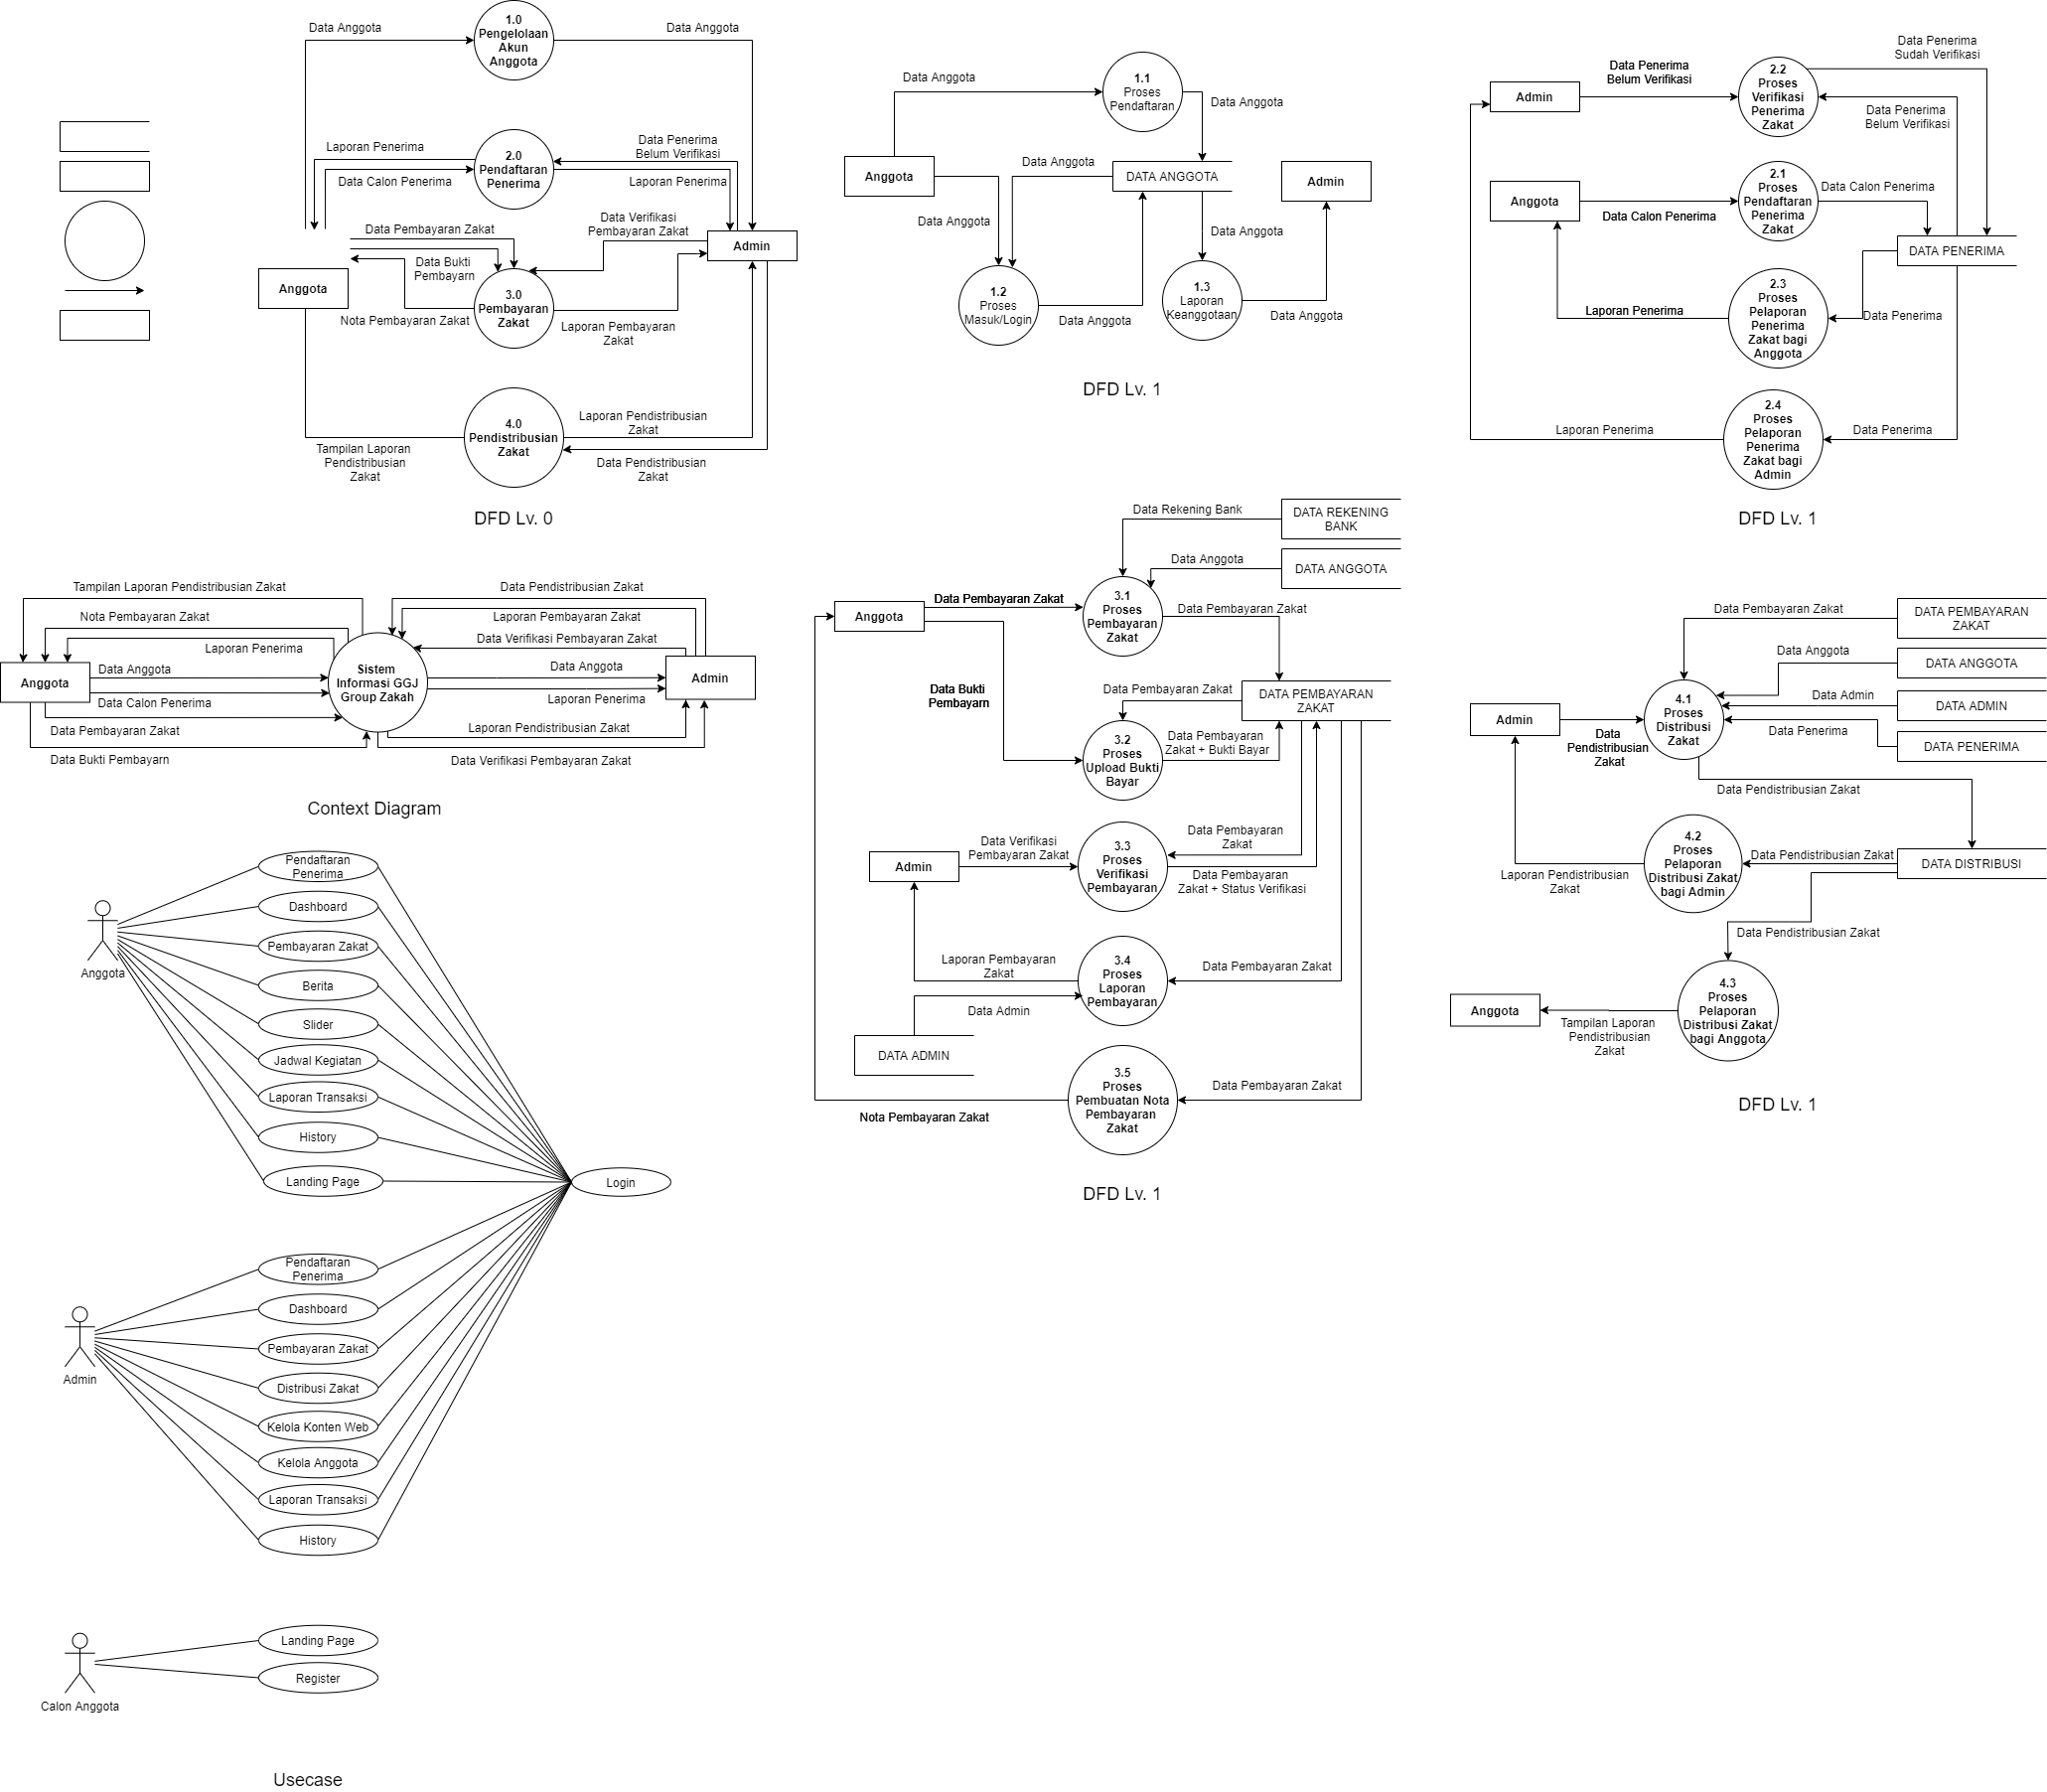 Data Anggota
1.0
Pengelolaan
Akun
Anggota
Data Anggota
Laporan Penerima
Data Calon Penerima
2.0
Pendaftaran
Penerima
Data Penerima
Belum Verifikasi
Laporan Penerima
Data Pembayaran Zakat
Data Bukti
Pembayarn
Data Verifikasi
Pembayaran Zakat
Admin
Anggota
3.0
Pembayaran
Zakat
Nota Pembayaran Zakat
Laporan Pembayaran
Zakat
4.0
Pendistribusian
Zakat
Laporan Pendistribusian
Zakat
Tampilan Laporan
Pendistribusian
Zakat
Data Pendistribusian
Zakat
DFD Lv. 0
Data Anggota
1.1
Proses
Pendaftaran
Data Anggota
Anggota
Data Anggota
DATA ANGGOTA
Admin
Data Anggota
Data Anggota
1.2
Proses
Masuk/Login
Data Anggota
1.3
Laporan
Keanggotaan
Data Anggota
DFD Lv. 1
Admin
Data Penerima
Belum Verifikasi
2.2
Proses
Verifikasi
Penerima
Zakat
Data Penerima
Sudah Verifikasi
Data Penerima
Belum Verifikasi
Anggota
Data Calon Penerima
2.1
Proses
Pendaftaran
Penerima
Zakat
Data Calon Penerima
DATA PENERIMA
Laporan Penerima
2.3
Proses
Pelaporan
Penerima
Zakat bagi
Anggota
Data Penerima
Laporan Penerima
2.4
Proses
Pelaporan
Penerima
Zakat bagi
Admin
Data Penerima
DFD Lv. 1
Tampilan Laporan Pendistribusian Zakat
Nota Pembayaran Zakat
Laporan Penerima
Anggota
Data Anggota
Data Calon Penerima
Data Pembayaran Zakat
Data Bukti Pembayarn
Sistem
Informasi GGJ
Group Zakah
Data Pendistribusian Zakat
Laporan Pembayaran Zakat
Data Verifikasi Pembayaran Zakat
Data Anggota
Laporan Penerima
Admin
Laporan Pendistribusian Zakat
Data Verifikasi Pembayaran Zakat
Context Diagram
Data Rekening Bank
DATA REKENING
BANK
Data Anggota
DATA ANGGOTA
Anggota
Data Pembayaran Zakat
3.1
Proses
Pembayaran
Zakat
Data Pembayaran Zakat
Data Bukti
Pembayarn
Data Pembayaran Zakat
DATA PEMBAYARAN
ZAKAT
3.2
Proses
Upload Bukti
Bayar
Data Pembayaran
Zakat + Bukti Bayar
Admin
Data Verifikasi
Pembayaran Zakat
3.3
Proses
Verifikasi
Pembayaran
Data Pembayaran
Zakat
Data Pembayaran
Zakat + Status Verifikasi
Laporan Pembayaran
Zakat
3.4
Proses
Laporan
Pembayaran
Data Pembayaran Zakat
Data Admin
DATA ADMIN
3.5
Proses
Pembuatan Nota
Pembayaran
Zakat
Data Pembayaran Zakat
Nota Pembayaran Zakat
DFD Lv. 1
Data Pembayaran Zakat
DATA PEMBAYARAN
ZAKAT
Data Anggota
DATA ANGGOTA
Admin
Data
Pendistribusian
Zakat
4.1
Proses
Distribusi
Zakat
Data Admin
DATA ADMIN
Data Penerima
DATA PENERIMA
Data Pendistribusian Zakat
Laporan Pendistribusian
Zakat
4.2
Proses
Pelaporan
Distribusi Zakat
bagi Admin
Data Pendistribusian Zakat
DATA DISTRIBUSI
Data Pendistribusian Zakat
Anggota
Tampilan Laporan
Pendistribusian
Zakat
4.3
Proses
Pelaporan
Distribusi Zakat
bagi Anggota
DFD Lv. 1
Anggota
Pendaftaran
Penerima
Dashboard
Pembayaran Zakat
Berita
Slider
Jadwal Kegiatan
Laporan Transaksi
History
Landing Page
Login
Admin
Pendaftaran
Penerima
Dashboard
Pembayaran Zakat
Distribusi Zakat
Kelola Konten Web
Kelola Anggota
Laporan Transaksi
History
Calon Anggota
Landing Page
Register
Usecase